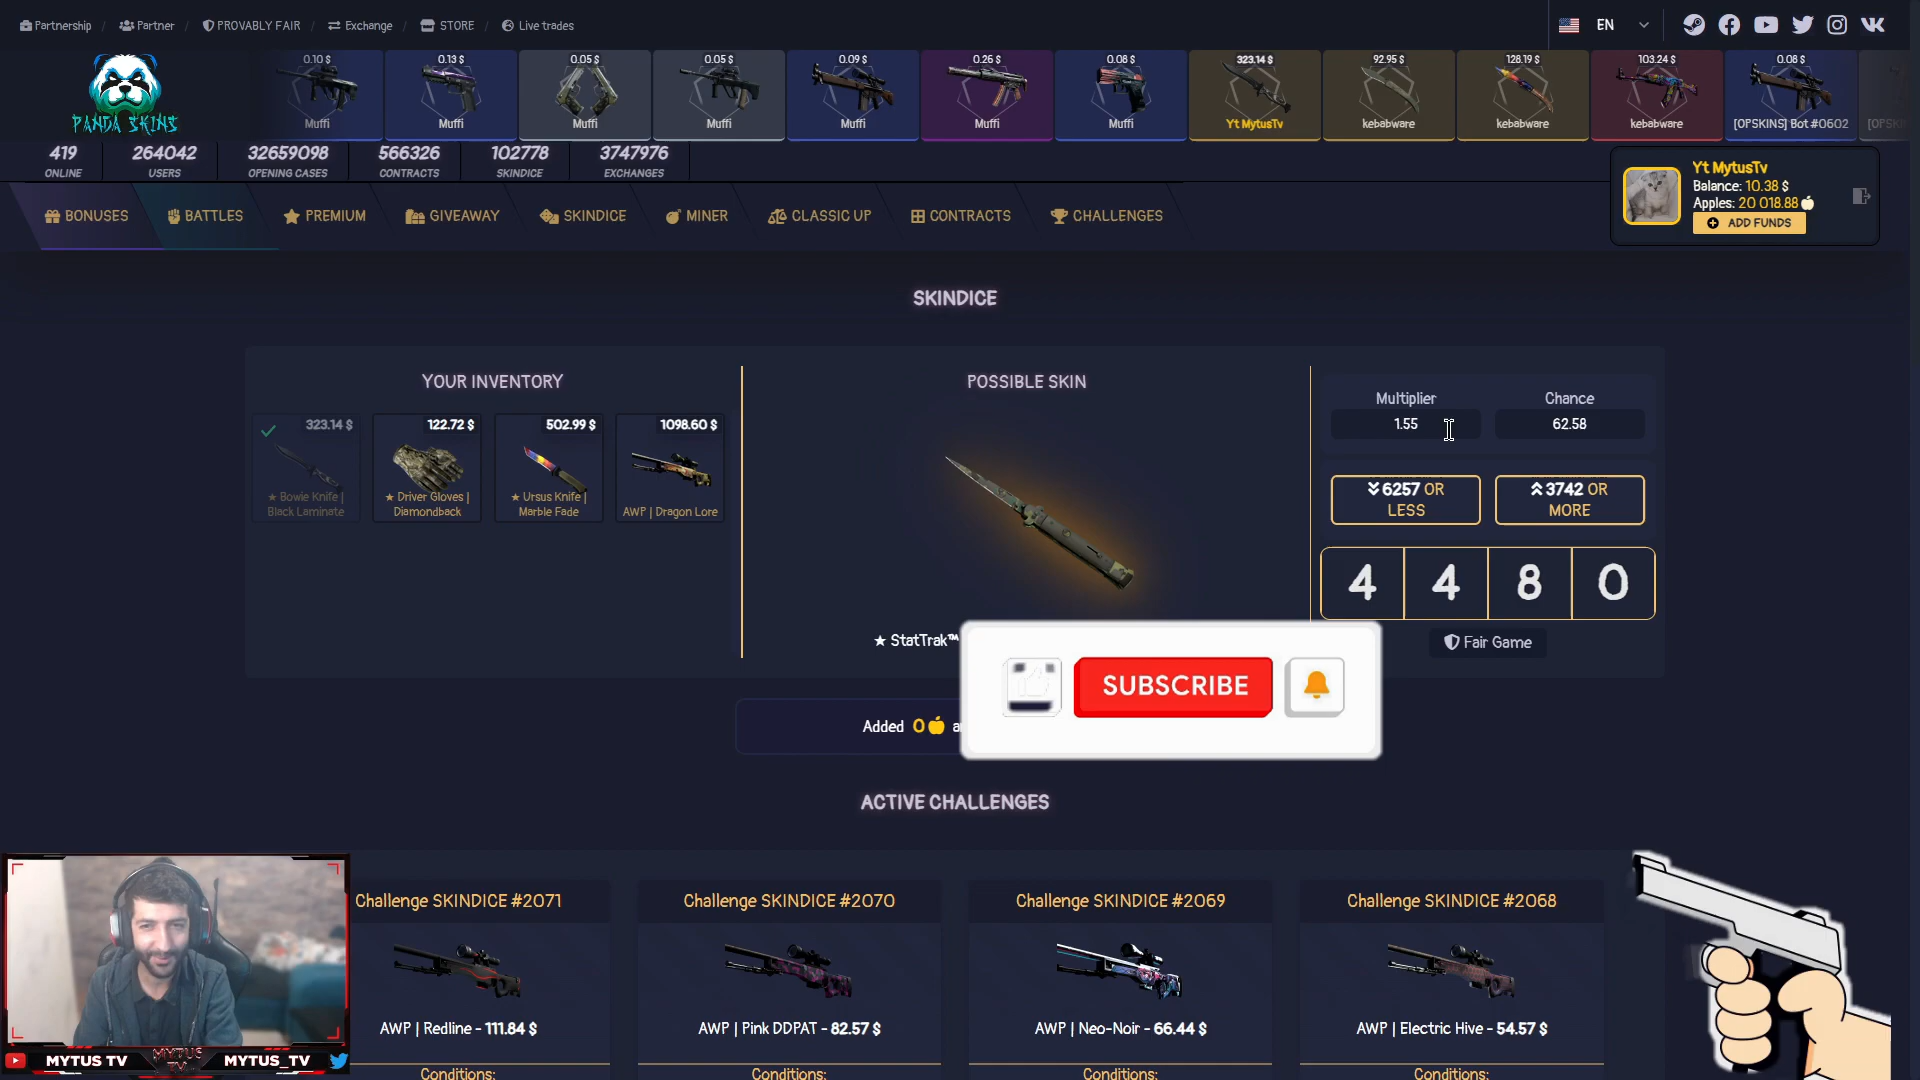 Partnership / Partner / PROVABLY FAIR / Exchange / STORE / Live trades
EN
0.10 $ 0.13 $ 0.05 $ 0.05 $ 0.09 $ 0.26 $ 0.08 $ 323.14 $ 92.95 $ 128.19 $ 103.24 $ 0.08 $
Muffi Muffi Muffi Muffi Muffi Muffi Muffi Yt MytusTv kebabware kebabware kebabware [OPSKINS] Bot #0602
PANDA SKINS
419 264042 32659098 566326 102778 3747976
ONLINE USERS OPENING CASES CONTRACTS SKINDICE EXCHANGES
Yt MytusTv
Balance: 10.38 $
Apples: 20 018.88
ADD FUNDS
BONUSES BATTLES PREMIUM GIVEAWAY SKINDICE MINER CLASSIC UP CONTRACTS CHALLENGES
SKINDICE
YOUR INVENTORY
323.14 $ 122.72 $ 502.99 $ 1098.60 $
★ Bowie Knife | ★ Driver Gloves | ★ Ursus Knife |
Black Laminate Diamondback Marble Fade AWP | Dragon Lore
POSSIBLE SKIN
★ StatTrak™
Multiplier Chance
1.55 62.58
6257 OR LESS
3742 OR MORE
4 4 8 0
Fair Game
SUBSCRIBE
Added 0
ACTIVE CHALLENGES
Challenge SKINDICE #2071 Challenge SKINDICE #2070 Challenge SKINDICE #2069 Challenge SKINDICE #2068
AWP | Redline - 111.84 $ AWP | Pink DDPAT - 82.57 $ AWP | Neo-Noir - 66.44 $ AWP | Electric Hive - 54.57 $
Conditions: Conditions: Conditions: Conditions:
MYTUS TV MYTUS TV MYTUS_TV